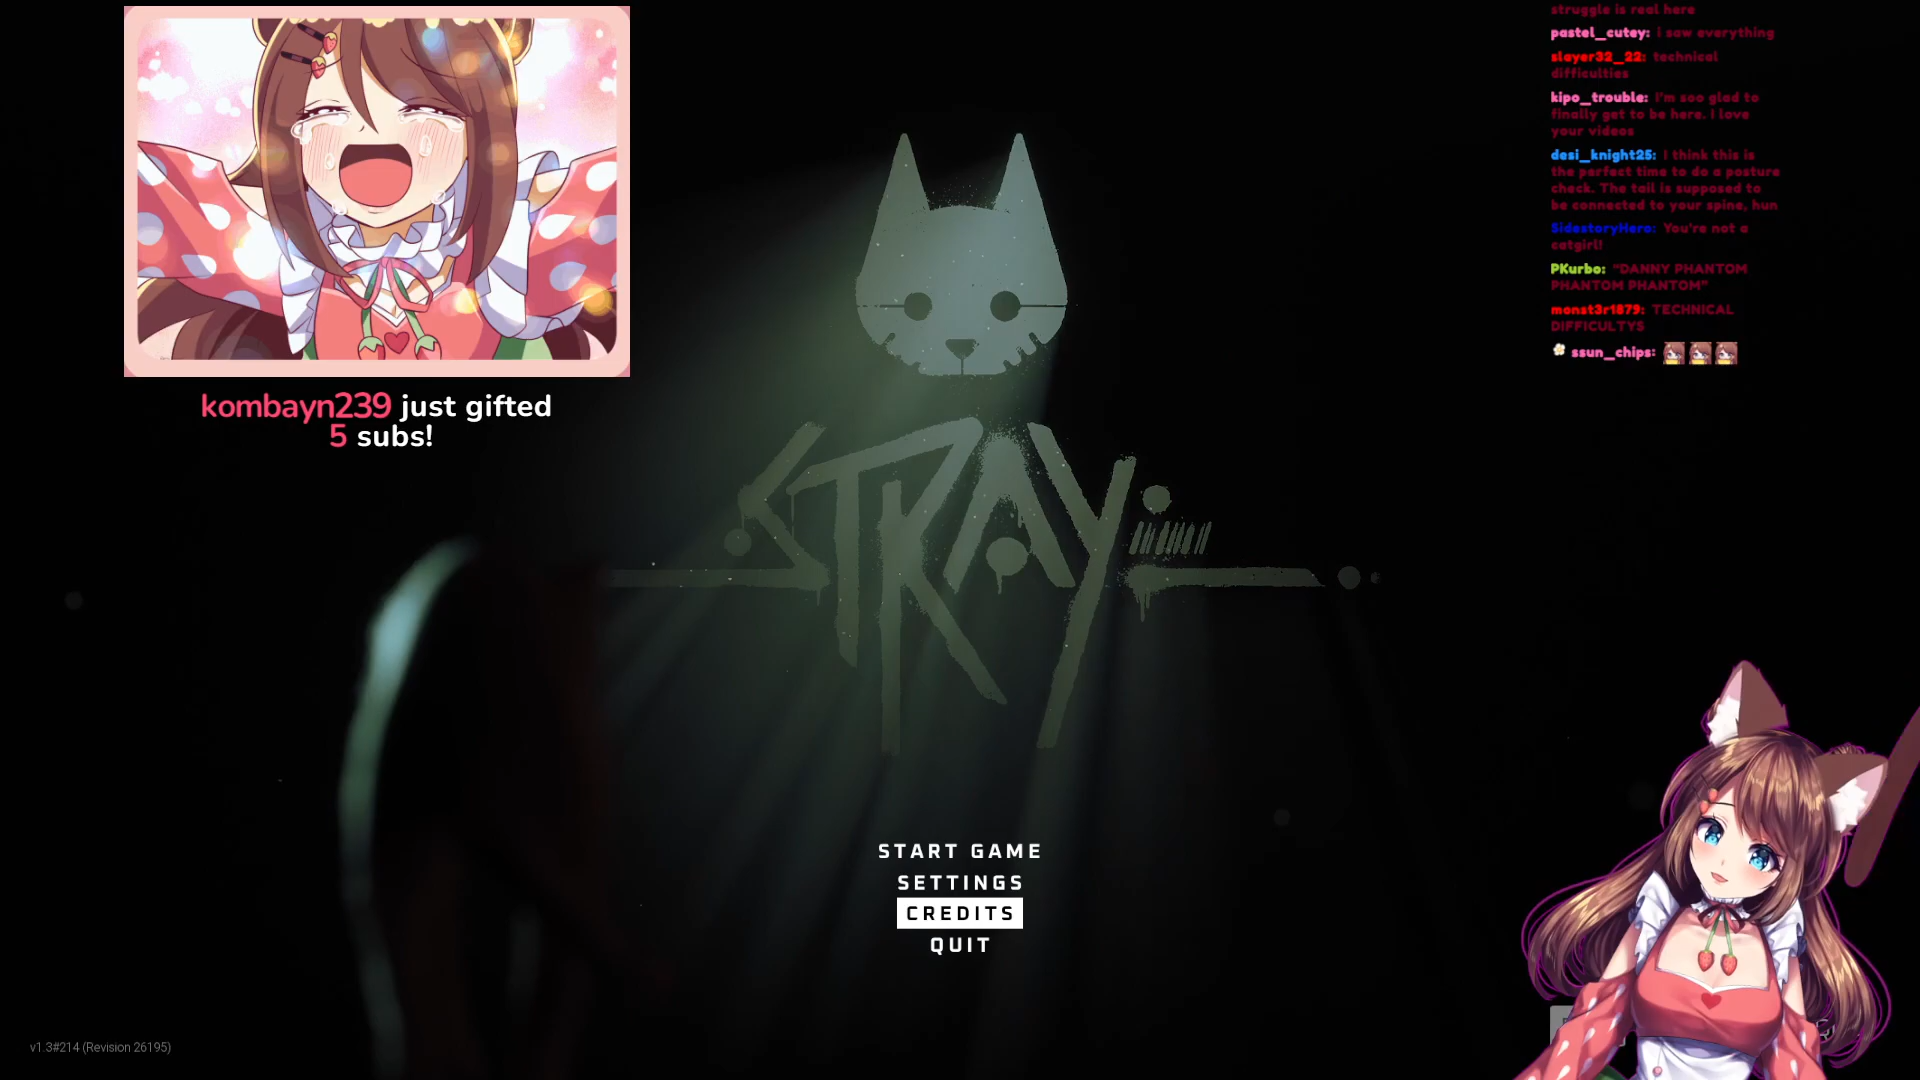 kombayn239 just gifted
5 subs!
STRAY
START GAME
SETTINGS
CREDITS
QUIT
v1.3#214 (Revision 26195)
struggle is real here
pastel_cutey: i saw everything
slayer32_22: technical
difficulties
kipo_trouble: I'm soo glad to
finally get to be here. I love
your videos
desi_knight25: I think this is
the perfect time to do a posture
check. The tail is supposed to
be connected to your spine, hun
SidestoryHero: You're not a
catgirl!
PKurbo: "DANNY PHANTOM
PHANTOM PHANTOM"
monst3r1879: TECHNICAL
DIFFICULTYS
ssun_chips: